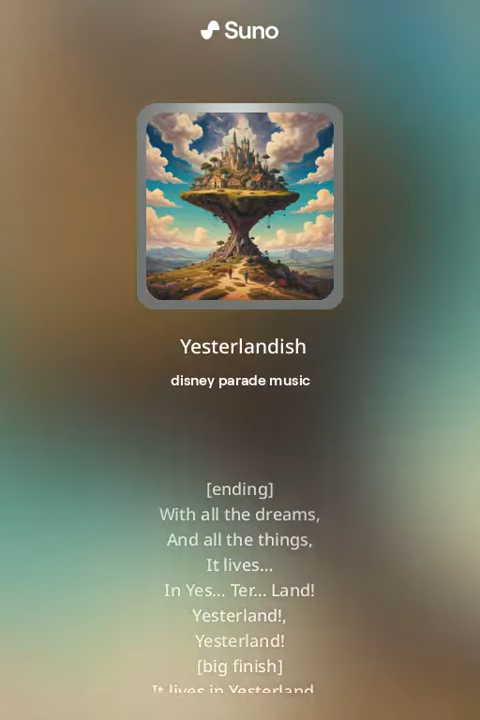 Suno
Yesterlandish
disney parade music
[ending]
With all the dreams,
And all the things,
It lives...
In Yes... Ter... Land!
Yesterland!,
Yesterland!
[big finish]
It lives in Yesterland